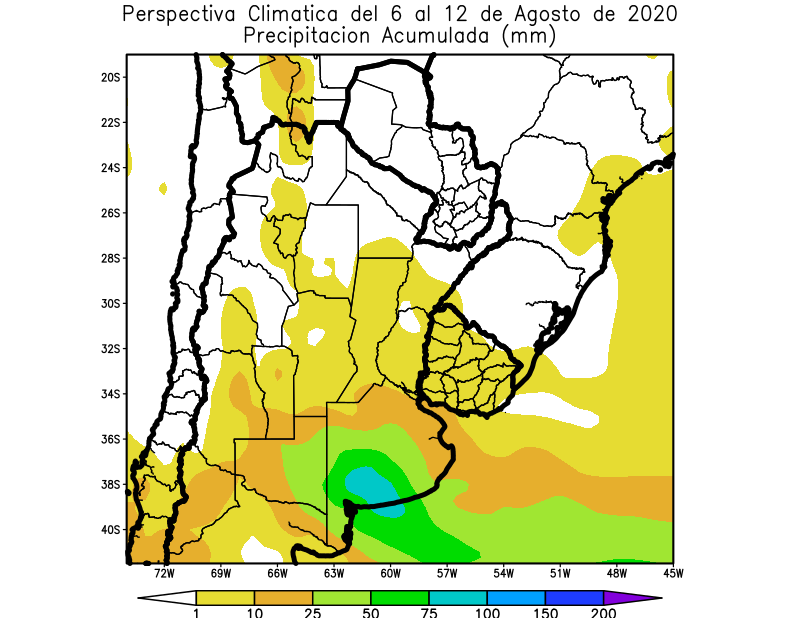 Perspectiva Climatica del 6 al 12 de Agosto de 2020
Precipitacion Acumulada (mm)
20S
22S
24S
26S
28S
30S
32S
34S
36S
38S
40S
72W 69W 66W 63W 60W 57W 54W 51W 48W 45W
1 10 25 50 75 100 150 200